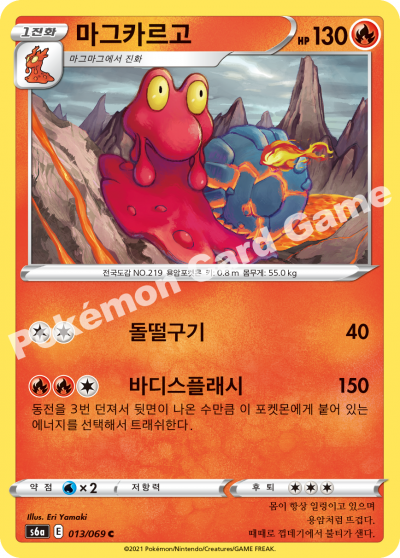 1진화
마그카르고
HP 130
마그마그에서 진화
전국도감 NO.219 용암포켓몬 키: 0.8 m 몸무게: 55.0 kg
Pokémon Card Game
돌떨구기 40
바디스플래시 150
동전을 3번 던져서 뒷면이 나온 수만큼 이 포켓몬에게 붙어 있는
에너지를 선택해서 트래쉬한다.
약점 ×2 저항력 후퇴
Illus. Eri Yamaki
s6a E 013/069 C
몸이 항상 일렁이고 있으며
용암처럼 뜨겁다.
때때로 껍데기에서 불티가 샌다.
©2021 Pokémon/Nintendo/Creatures/GAME FREAK.